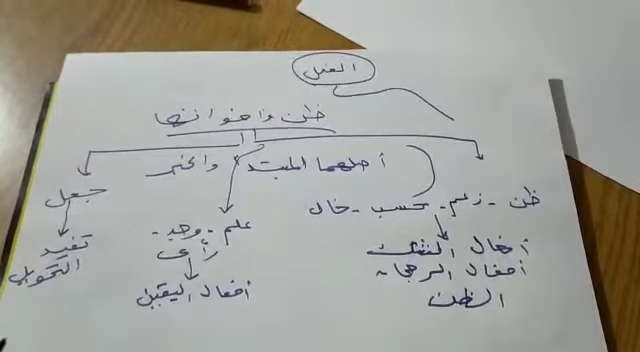 الفعل
ظن واخواتها
أصلهما المبتدأ والخبر
ظن - زعم - حسب - خال
أفعال الشك
أفعال الرجحان
الظن
علم - وجد -
رأى
أفعال اليقين
جعل
تفيد
التحويل